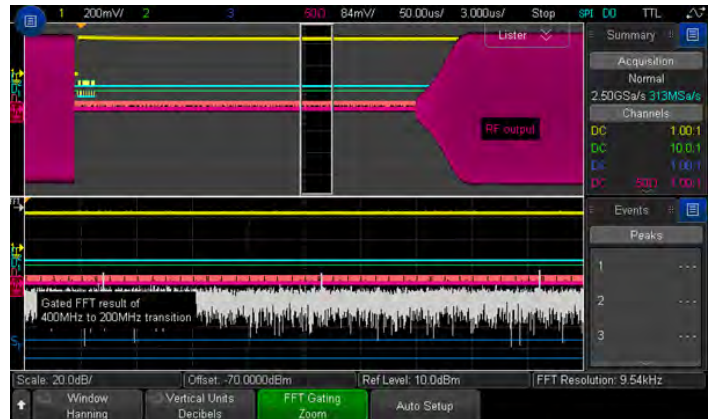 1 200mV/ 2 3 50Ω 84mV/ 50.00us/ 3.000us/ Stop SPI D0 TTL
Lister
Summary
Acquisition
Normal
2.50GSa/s 313MSa/s
Channels
DC 1.00:1
DC 10.0:1
DC 1.00:1
DC 50Ω 1.00:1
RF output
Events
Peaks
1 ---
2 ---
3 ---
Gated FFT result of
400MHz to 200MHz transition
Scale: 20.0dB/ Offset: -70.0000dBm Ref Level: 10.0dBm FFT Resolution: 9.54kHz
Window
Hanning
Vertical Units
Decibels
FFT Gating
Zoom
Auto Setup